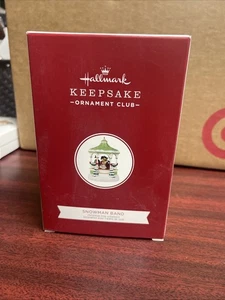 Hallmark
KEEPSAKE
ORNAMENT CLUB
SNOWMAN BAND